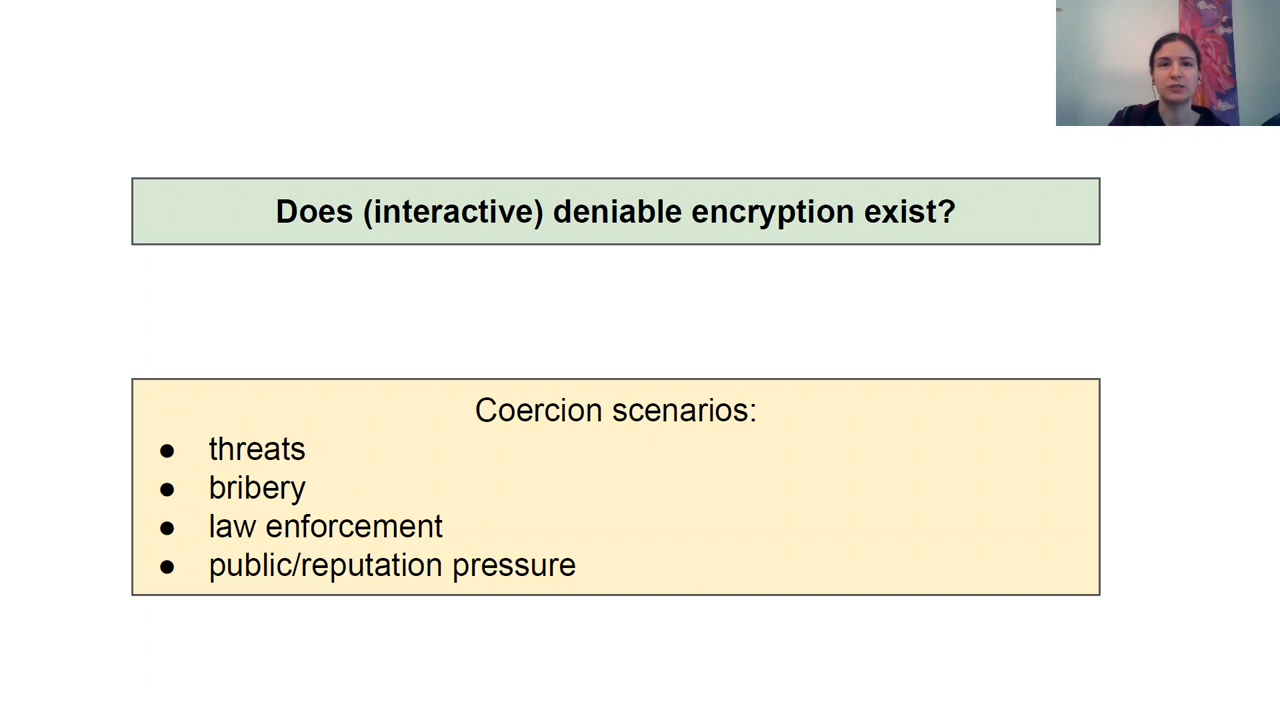 Does (interactive) deniable encryption exist?
Coercion scenarios:
● threats
● bribery
● law enforcement
● public/reputation pressure